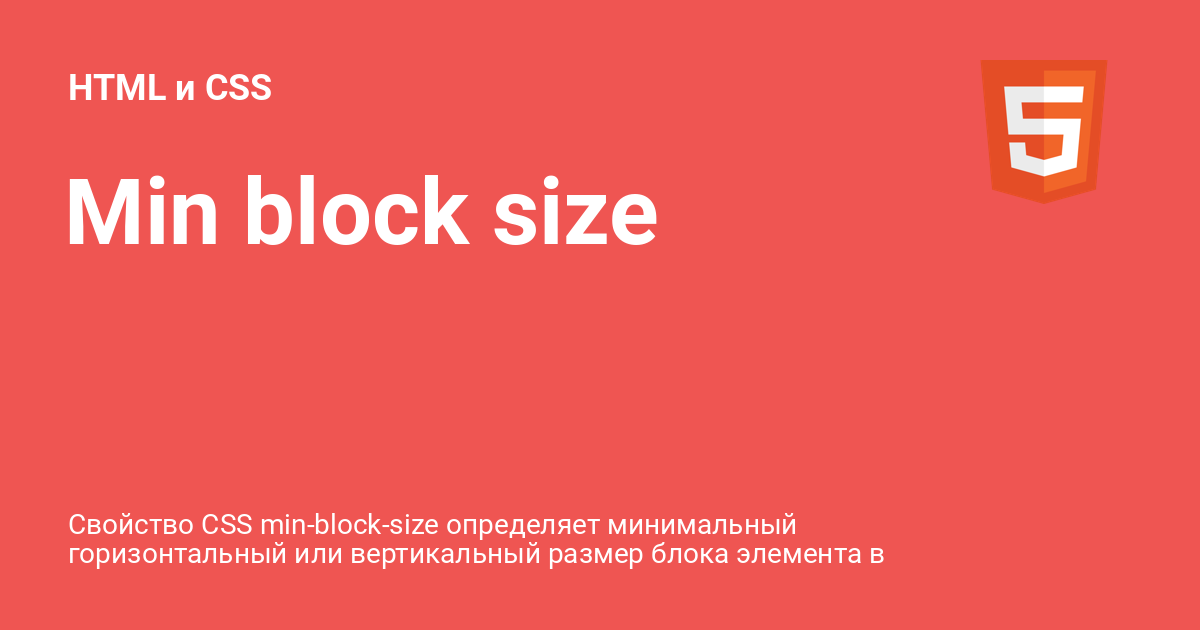 HTML и CSS
Min block size
Свойство CSS min-block-size определяет минимальный
горизонтальный или вертикальный размер блока элемента в